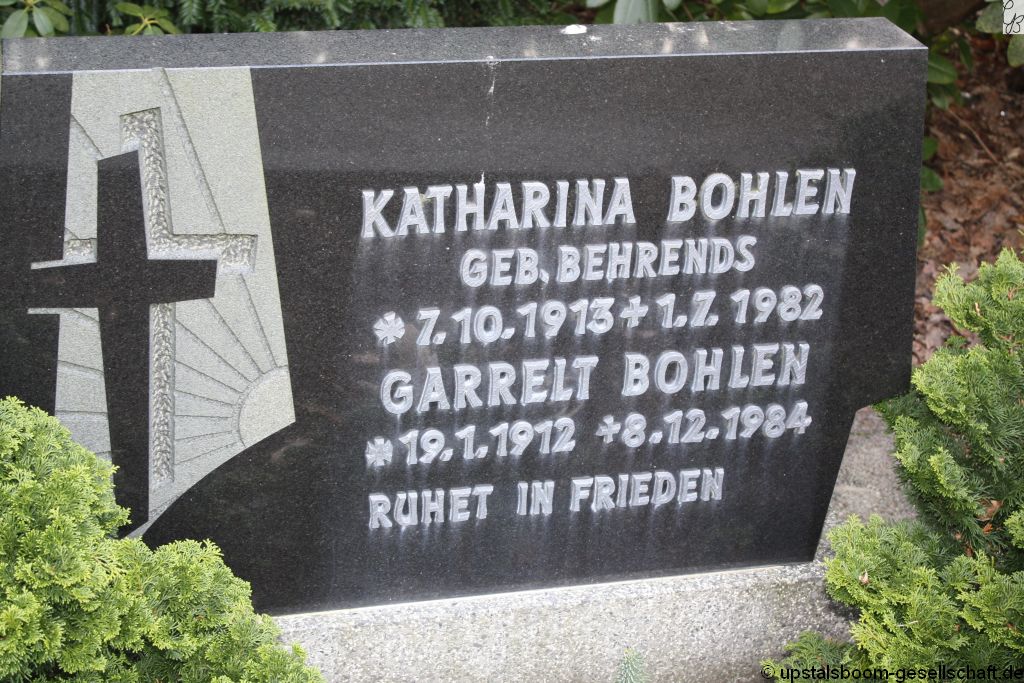 KATHARINA BOHLEN
GEB. BEHRENDS
* 7. 10. 1913 + 1. 7. 1982
GARRELT BOHLEN
* 19. 1. 1912 + 8. 12. 1984
RUHET IN FRIEDEN
© upstalsboom-gesellschaft.de